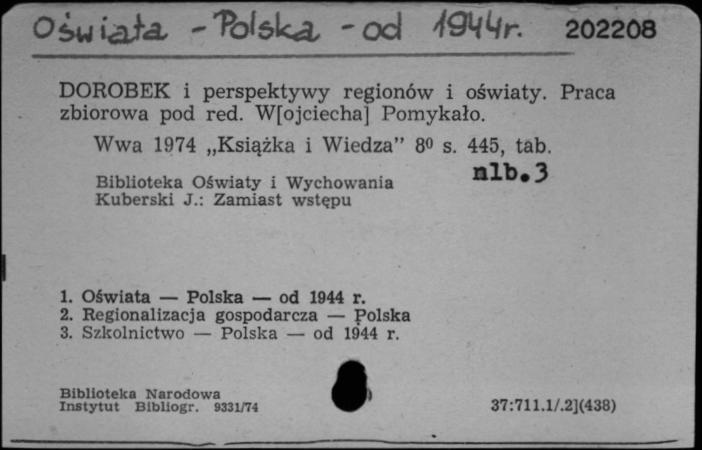 Oświata - Polska - od 1944r. 202208
DOROBEK i perspektywy regionów i oświaty. Praca
zbiorowa pod red. W[ojciecha] Pomykało.
Wwa 1974 „Książka i Wiedza” 8⁰ s. 445, tab.
nlb.3
Biblioteka Oświaty i Wychowania
Kuberski J.: Zamiast wstępu
1. Oświata — Polska — od 1944 r.
2. Regionalizacja gospodarcza — Polska
3. Szkolnictwo — Polska — od 1944 r.
Biblioteka Narodowa
Instytut Bibliogr. 9331/74 37:711.1/.2](438)